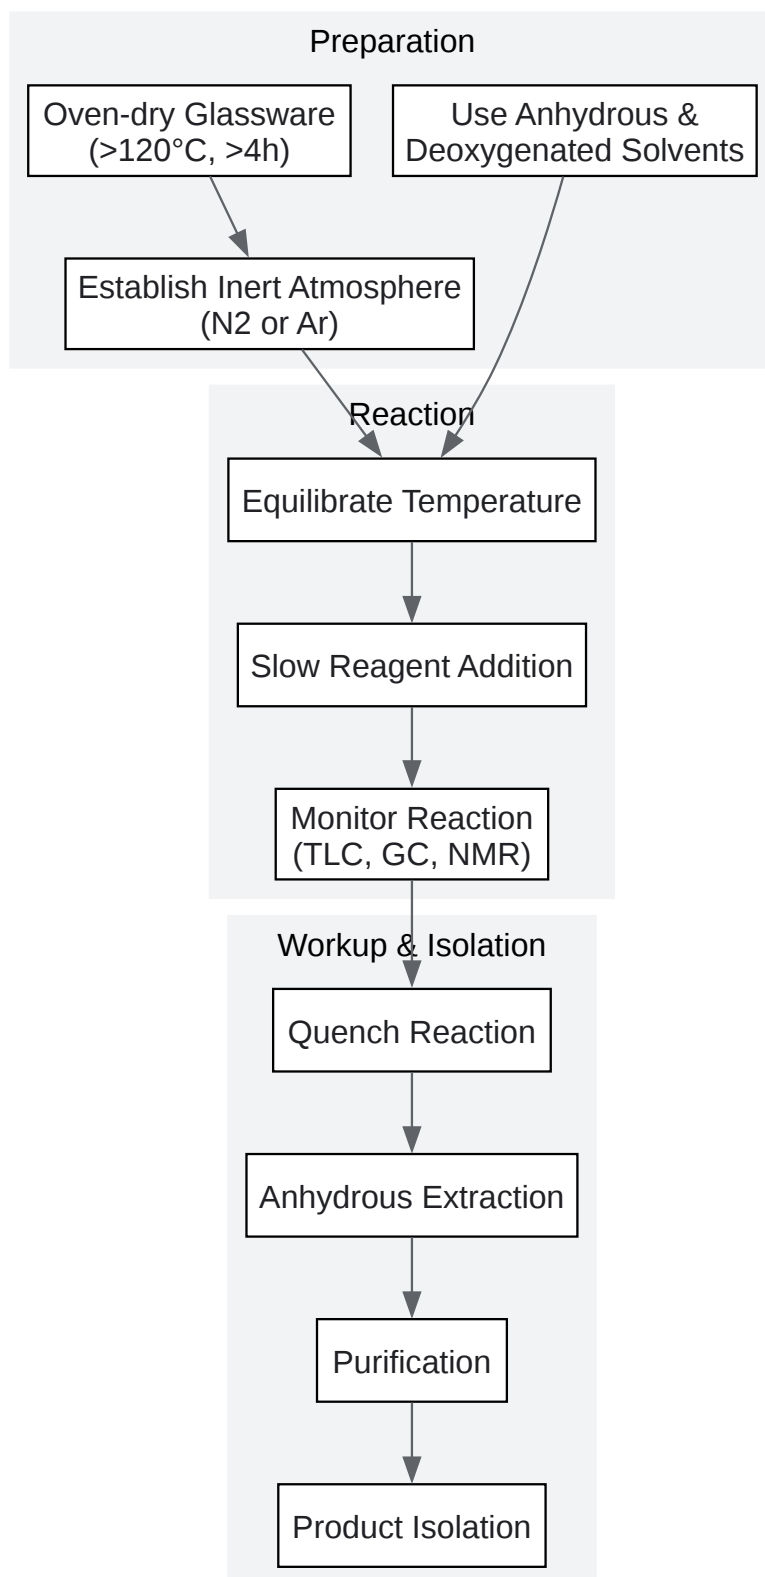 Preparation
Oven-dry Glassware
(>120°C, >4h)
Use Anhydrous &
Deoxygenated Solvents
Establish Inert Atmosphere
(N2 or Ar)
Reaction
Equilibrate Temperature
Slow Reagent Addition
Monitor Reaction
(TLC, GC, NMR)
Workup & Isolation
Quench Reaction
Anhydrous Extraction
Purification
Product Isolation